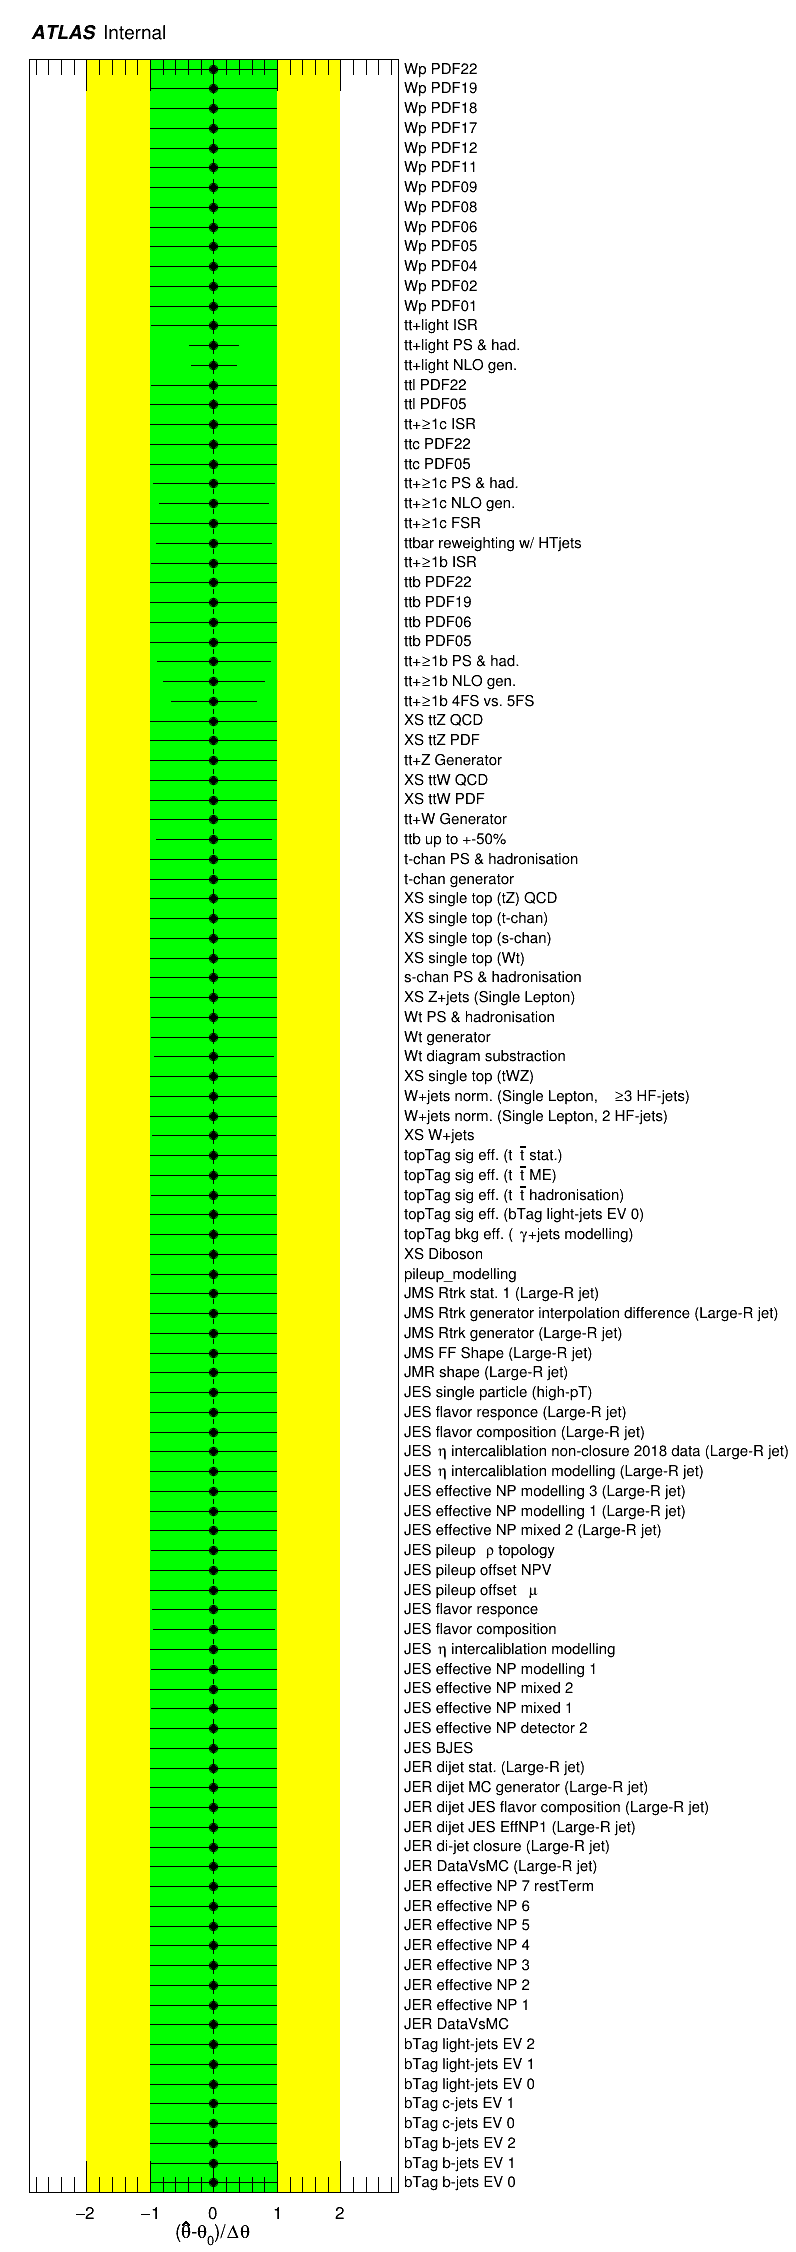 ATLAS Internal
Wp PDF22
Wp PDF19
Wp PDF18
Wp PDF17
Wp PDF12
Wp PDF11
Wp PDF09
Wp PDF08
Wp PDF06
Wp PDF05
Wp PDF04
Wp PDF02
Wp PDF01
tt+light ISR
tt+light PS & had.
tt+light NLO gen.
ttl PDF22
ttl PDF05
tt+≥1c ISR
ttc PDF22
ttc PDF05
tt+≥1c PS & had.
tt+≥1c NLO gen.
tt+≥1c FSR
ttbar reweighting w/ HTjets
tt+≥1b ISR
ttb PDF22
ttb PDF19
ttb PDF06
ttb PDF05
tt+≥1b PS & had.
tt+≥1b NLO gen.
tt+≥1b 4FS vs. 5FS
XS ttZ QCD
XS ttZ PDF
tt+Z Generator
XS ttW QCD
XS ttW PDF
tt+W Generator
ttb up to +-50%
t-chan PS & hadronisation
t-chan generator
XS single top (tZ) QCD
XS single top (t-chan)
XS single top (s-chan)
XS single top (Wt)
s-chan PS & hadronisation
XS Z+jets (Single Lepton)
Wt PS & hadronisation
Wt generator
Wt diagram substraction
XS single top (tWZ)
W+jets norm. (Single Lepton, ≥3 HF-jets)
W+jets norm. (Single Lepton, 2 HF-jets)
XS W+jets
topTag sig eff. (t t̄ stat.)
topTag sig eff. (t t̄ ME)
topTag sig eff. (t t̄ hadronisation)
topTag sig eff. (bTag light-jets EV 0)
topTag bkg eff. ( γ+jets modelling)
XS Diboson
pileup_modelling
JMS Rtrk stat. 1 (Large-R jet)
JMS Rtrk generator interpolation difference (Large-R jet)
JMS Rtrk generator (Large-R jet)
JMS FF Shape (Large-R jet)
JMR shape (Large-R jet)
JES single particle (high-pT)
JES flavor responce (Large-R jet)
JES flavor composition (Large-R jet)
JES η intercaliblation non-closure 2018 data (Large-R jet)
JES η intercaliblation modelling (Large-R jet)
JES effective NP modelling 3 (Large-R jet)
JES effective NP modelling 1 (Large-R jet)
JES effective NP mixed 2 (Large-R jet)
JES pileup ρ topology
JES pileup offset NPV
JES pileup offset μ
JES flavor responce
JES flavor composition
JES η intercaliblation modelling
JES effective NP modelling 1
JES effective NP mixed 2
JES effective NP mixed 1
JES effective NP detector 2
JES BJES
JER dijet stat. (Large-R jet)
JER dijet MC generator (Large-R jet)
JER dijet JES flavor composition (Large-R jet)
JER dijet JES EffNP1 (Large-R jet)
JER di-jet closure (Large-R jet)
JER DataVsMC (Large-R jet)
JER effective NP 7 restTerm
JER effective NP 6
JER effective NP 5
JER effective NP 4
JER effective NP 3
JER effective NP 2
JER effective NP 1
JER DataVsMC
bTag light-jets EV 2
bTag light-jets EV 1
bTag light-jets EV 0
bTag c-jets EV 1
bTag c-jets EV 0
bTag b-jets EV 2
bTag b-jets EV 1
bTag b-jets EV 0
−2 −1 0 1 2
(θ̂-θ₀)/Δθ